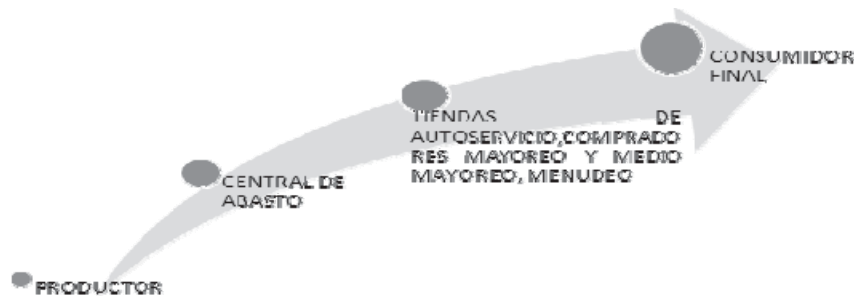 CONSUMIDOR
FINAL
TIENDAS DE
AUTOSERVICIO,COMPRADO
RES MAYOREO Y MEDIO
MAYOREO, MENUDEO
CENTRAL DE
ABASTO
PRODUCTOR